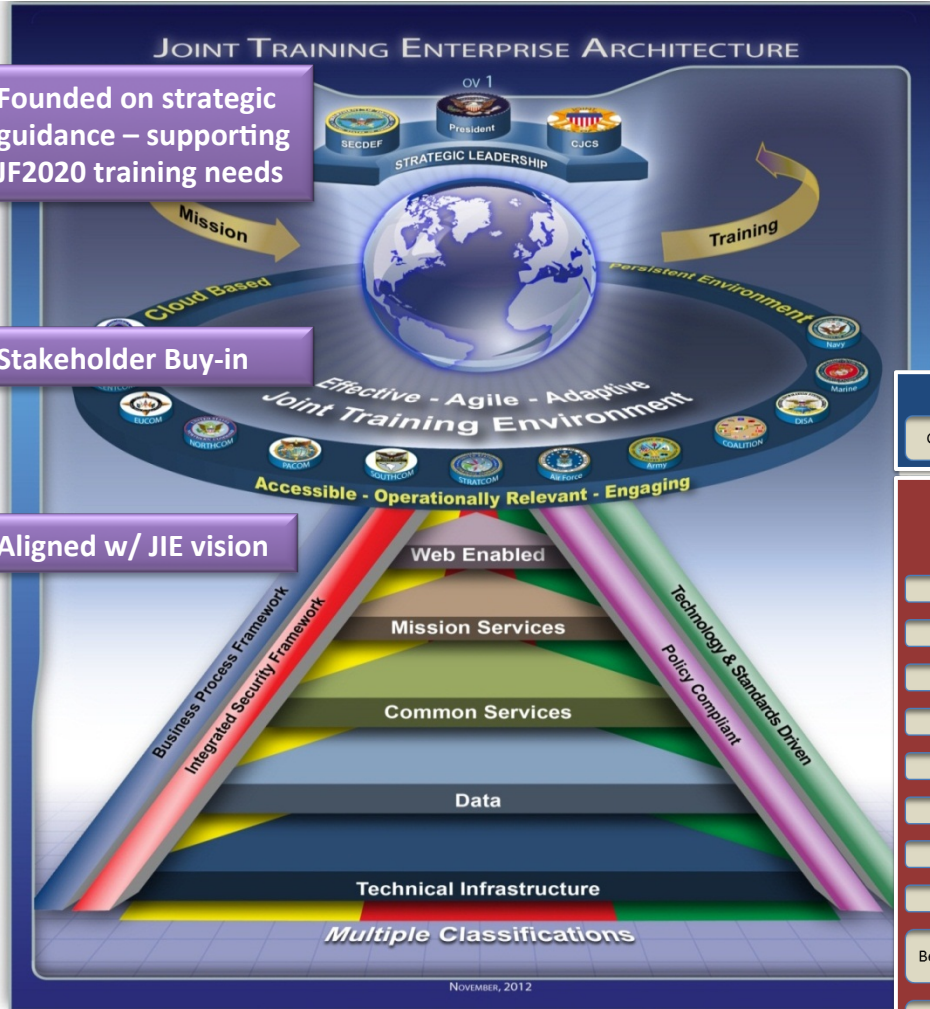 JOINT TRAINING ENTERPRISE ARCHITECTURE
OV 1
Founded on strategic
guidance – supporting
JF2020 training needs
SECDEF
President
CJCS
STRATEGIC LEADERSHIP
Mission
Training
Cloud Based
Persistent Environment
Stakeholder Buy-in
Effective - Agile - Adaptive
Joint Training Environment
Navy
Marine
DISA
COALITION
Army
Air Force
STRATCOM
SOUTHCOM
PACOM
NORTHCOM
EUCOM
Accessible - Operationally Relevant - Engaging
Aligned w/ JIE vision
Web Enabled
Mission Services
Common Services
Data
Technical Infrastructure
Business Process Framework
Integrated Security Framework
Policy Compliant
Technology & Standards Driven
Multiple Classifications
NOVEMBER, 2012